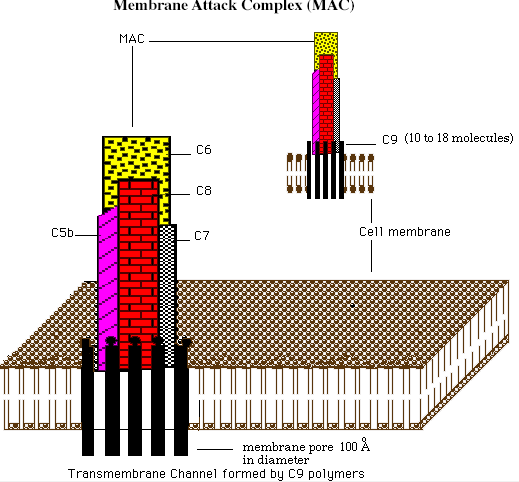 Membrane Attack Complex (MAC)
MAC
C9 (10 to 18 molecules)
C6
C8
C5b
C7
Cell membrane
membrane pore 100 Å
in diameter
Transmembrane Channel formed by C9 polymers